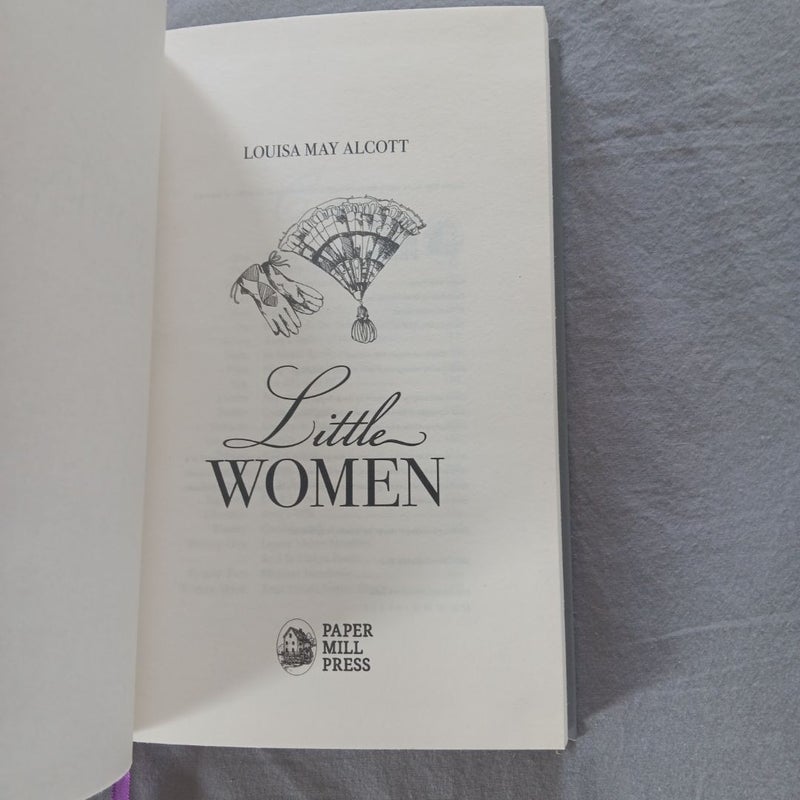 LOUISA MAY ALCOTT
Little
WOMEN
PAPER
MILL
PRESS